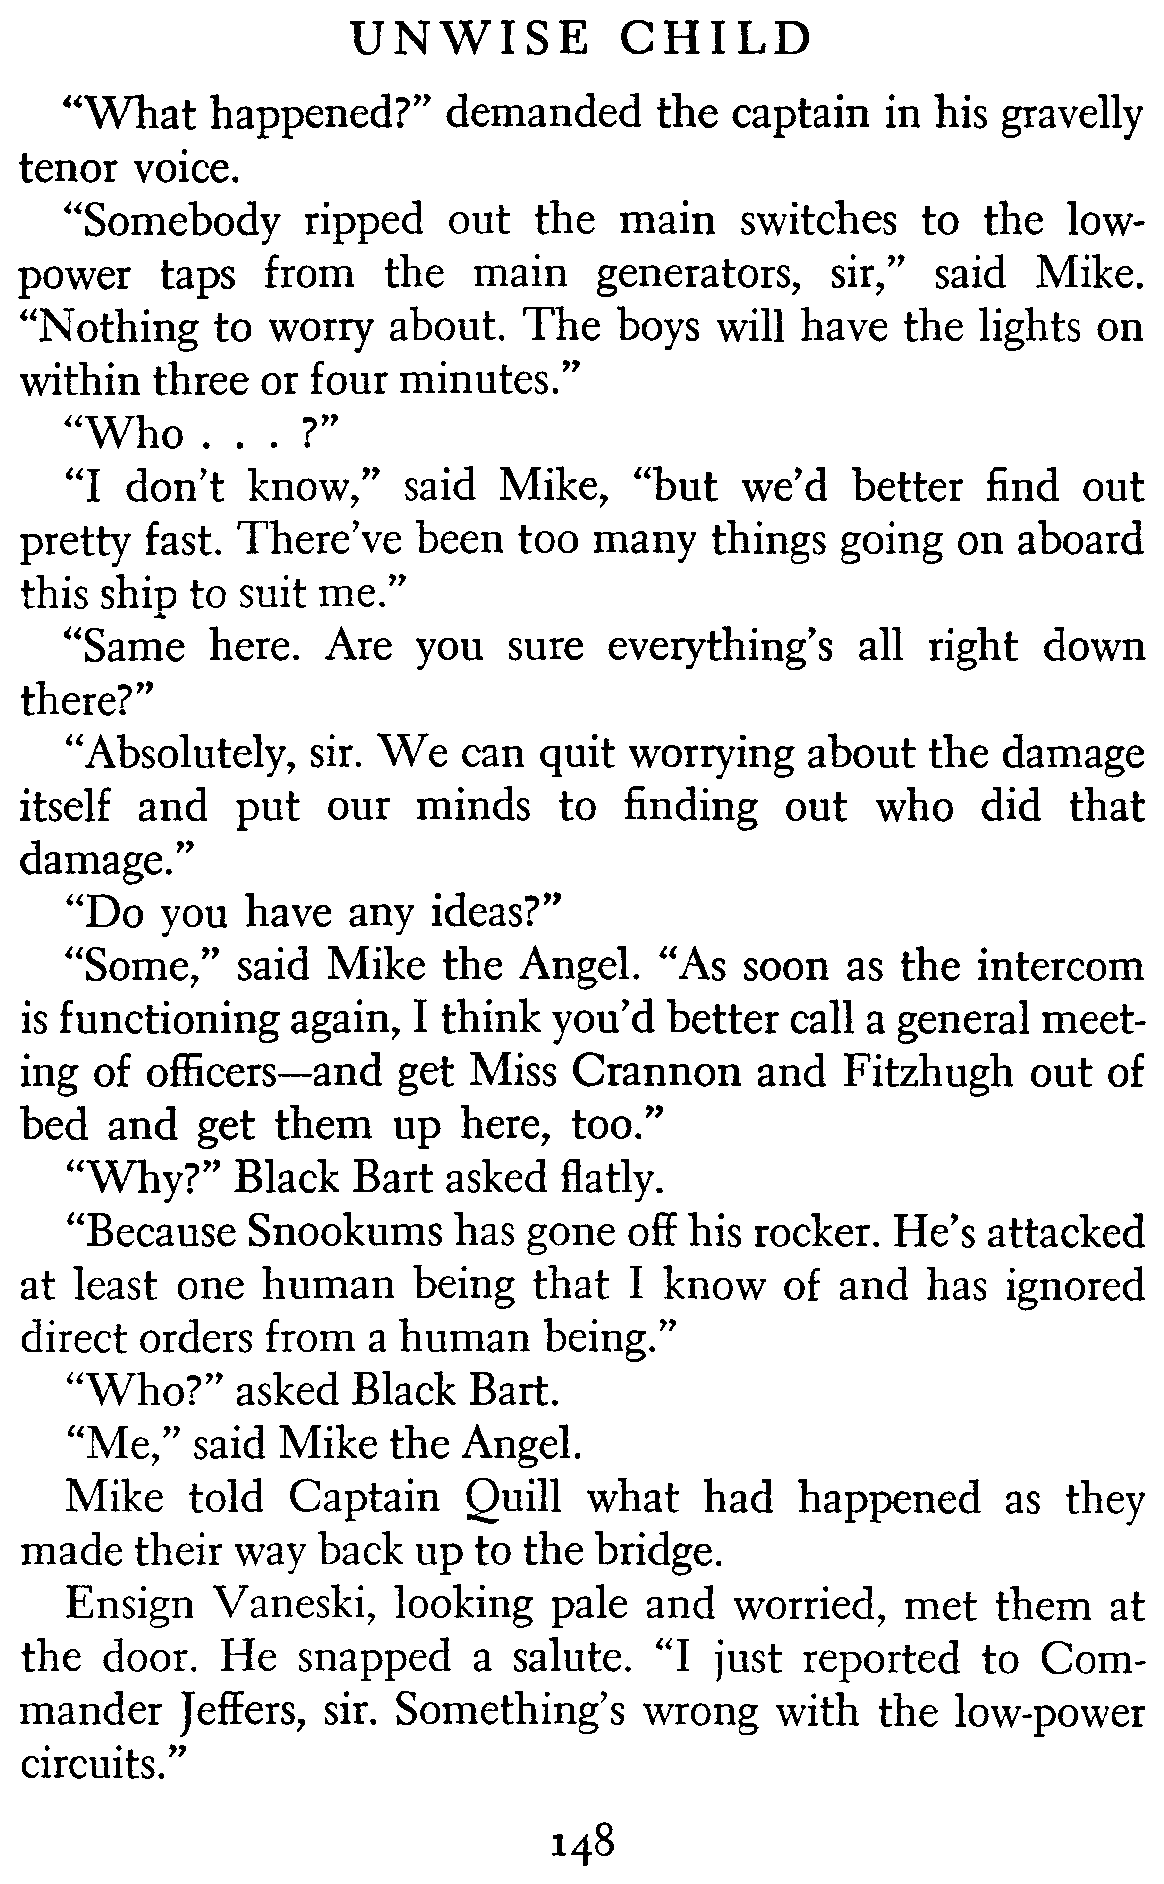 UNWISE CHILD
“What happened?” demanded the captain in his gravelly
tenor voice.
“Somebody ripped out the main switches to the low-
power taps from the main generators, sir,” said Mike.
“Nothing to worry about. The boys will have the lights on
within three or four minutes.”
“Who . . . ?”
“I don't know,” said Mike, “but we'd better find out
pretty fast. There've been too many things going on aboard
this ship to suit me.”
“Same here. Are you sure everything's all right down
there?”
“Absolutely, sir. We can quit worrying about the damage
itself and put our minds to finding out who did that
damage.”
“Do you have any ideas?”
“Some,” said Mike the Angel. “As soon as the intercom
is functioning again, I think you'd better call a general meet-
ing of officers—and get Miss Crannon and Fitzhugh out of
bed and get them up here, too.”
“Why?” Black Bart asked flatly.
“Because Snookums has gone off his rocker. He's attacked
at least one human being that I know of and has ignored
direct orders from a human being.”
“Who?” asked Black Bart.
“Me,” said Mike the Angel.
Mike told Captain Quill what had happened as they
made their way back up to the bridge.
Ensign Vaneski, looking pale and worried, met them at
the door. He snapped a salute. “I just reported to Com-
mander Jeffers, sir. Something's wrong with the low-power
circuits.”
148